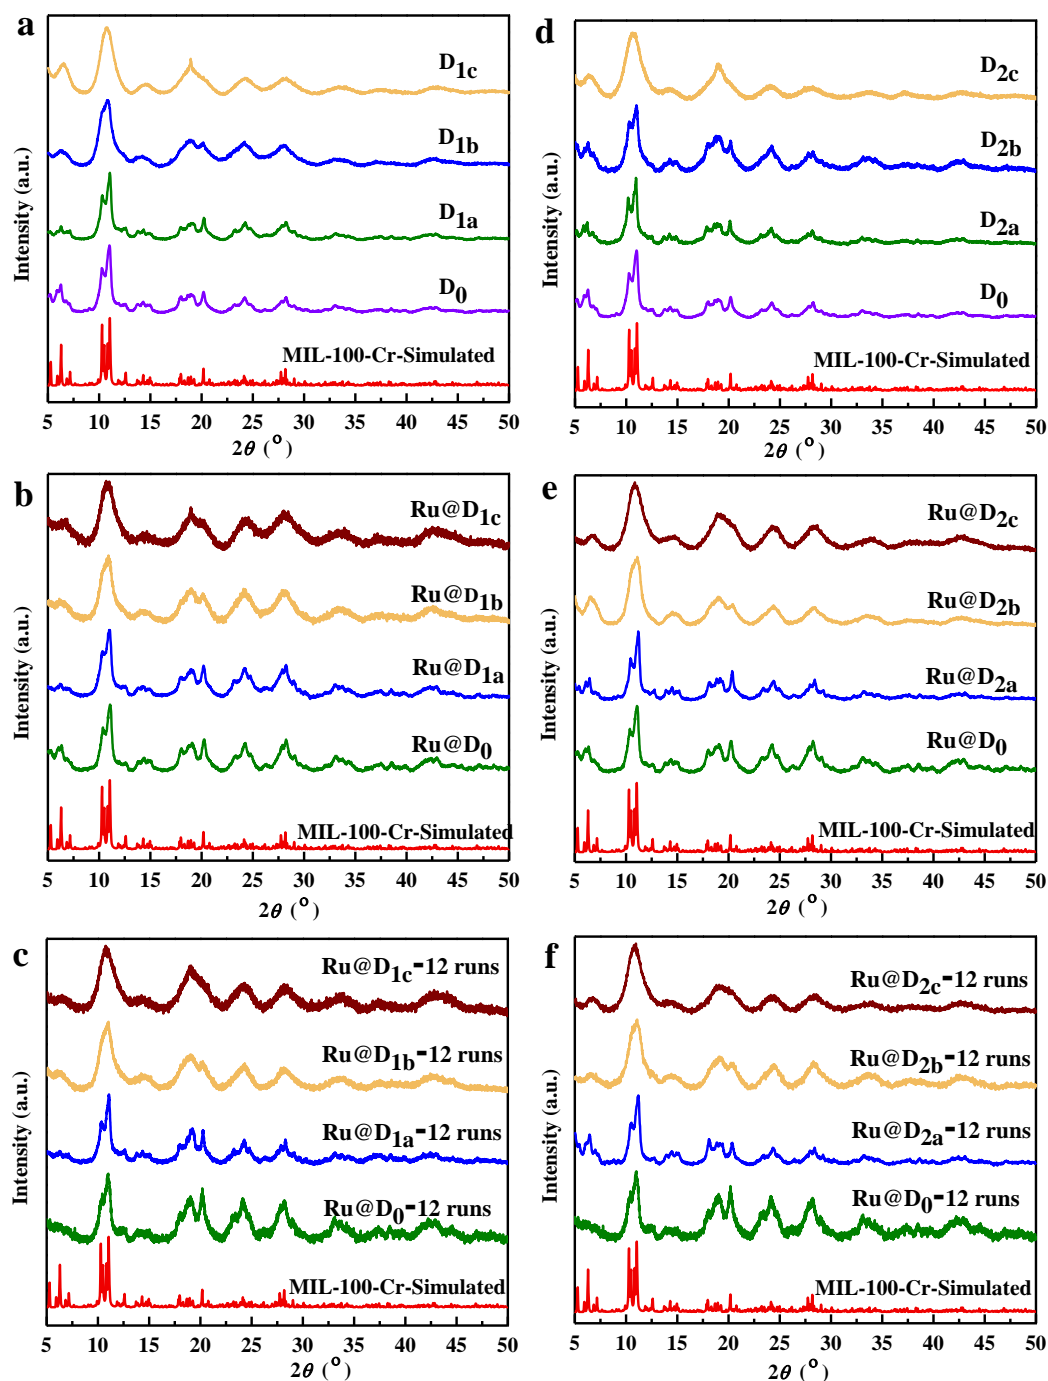 a
D1c
D1b
D1a
D0
MIL-100-Cr-Simulated
Intensity (a.u.)
5 10 15 20 25 30 35 40 45 50
2θ (°)
d
D2c
D2b
D2a
D0
MIL-100-Cr-Simulated
Intensity (a.u.)
5 10 15 20 25 30 35 40 45 50
2θ (°)
b
Ru@D1c
Ru@D1b
Ru@D1a
Ru@D0
MIL-100-Cr-Simulated
Intensity (a.u.)
5 10 15 20 25 30 35 40 45 50
2θ (°)
e
Ru@D2c
Ru@D2b
Ru@D2a
Ru@D0
MIL-100-Cr-Simulated
Intensity (a.u.)
5 10 15 20 25 30 35 40 45 50
2θ (°)
c
Ru@D1c-12 runs
Ru@D1b-12 runs
Ru@D1a-12 runs
Ru@D0-12 runs
MIL-100-Cr-Simulated
Intensity (a.u.)
5 10 15 20 25 30 35 40 45 50
2θ (°)
f
Ru@D2c-12 runs
Ru@D2b-12 runs
Ru@D2a-12 runs
Ru@D0-12 runs
MIL-100-Cr-Simulated
Intensity (a.u.)
5 10 15 20 25 30 35 40 45 50
2θ (°)